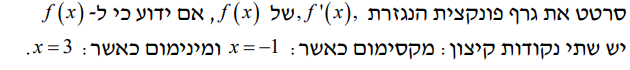 סרטט את גרף פונקצית הנגזרת f'(x), של f(x), אם ידוע כי ל- f(x)
יש שתי נקודות קיצון: מקסימום כאשר: x=-1 ומינימום כאשר: x=3.